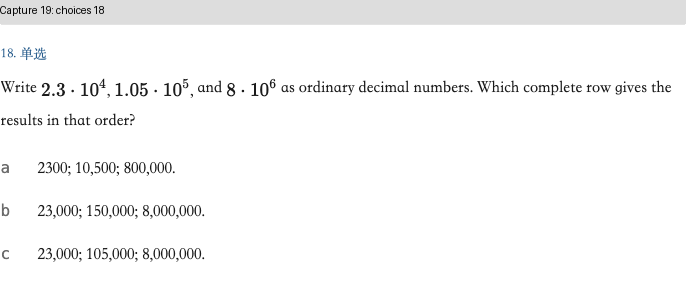 Capture 19: choices 18
18. 单选
Write 2.3 · 10⁴, 1.05 · 10⁵, and 8 · 10⁶ as ordinary decimal numbers. Which complete row gives the
results in that order?
a 2300; 10,500; 800,000.
b 23,000; 150,000; 8,000,000.
c 23,000; 105,000; 8,000,000.